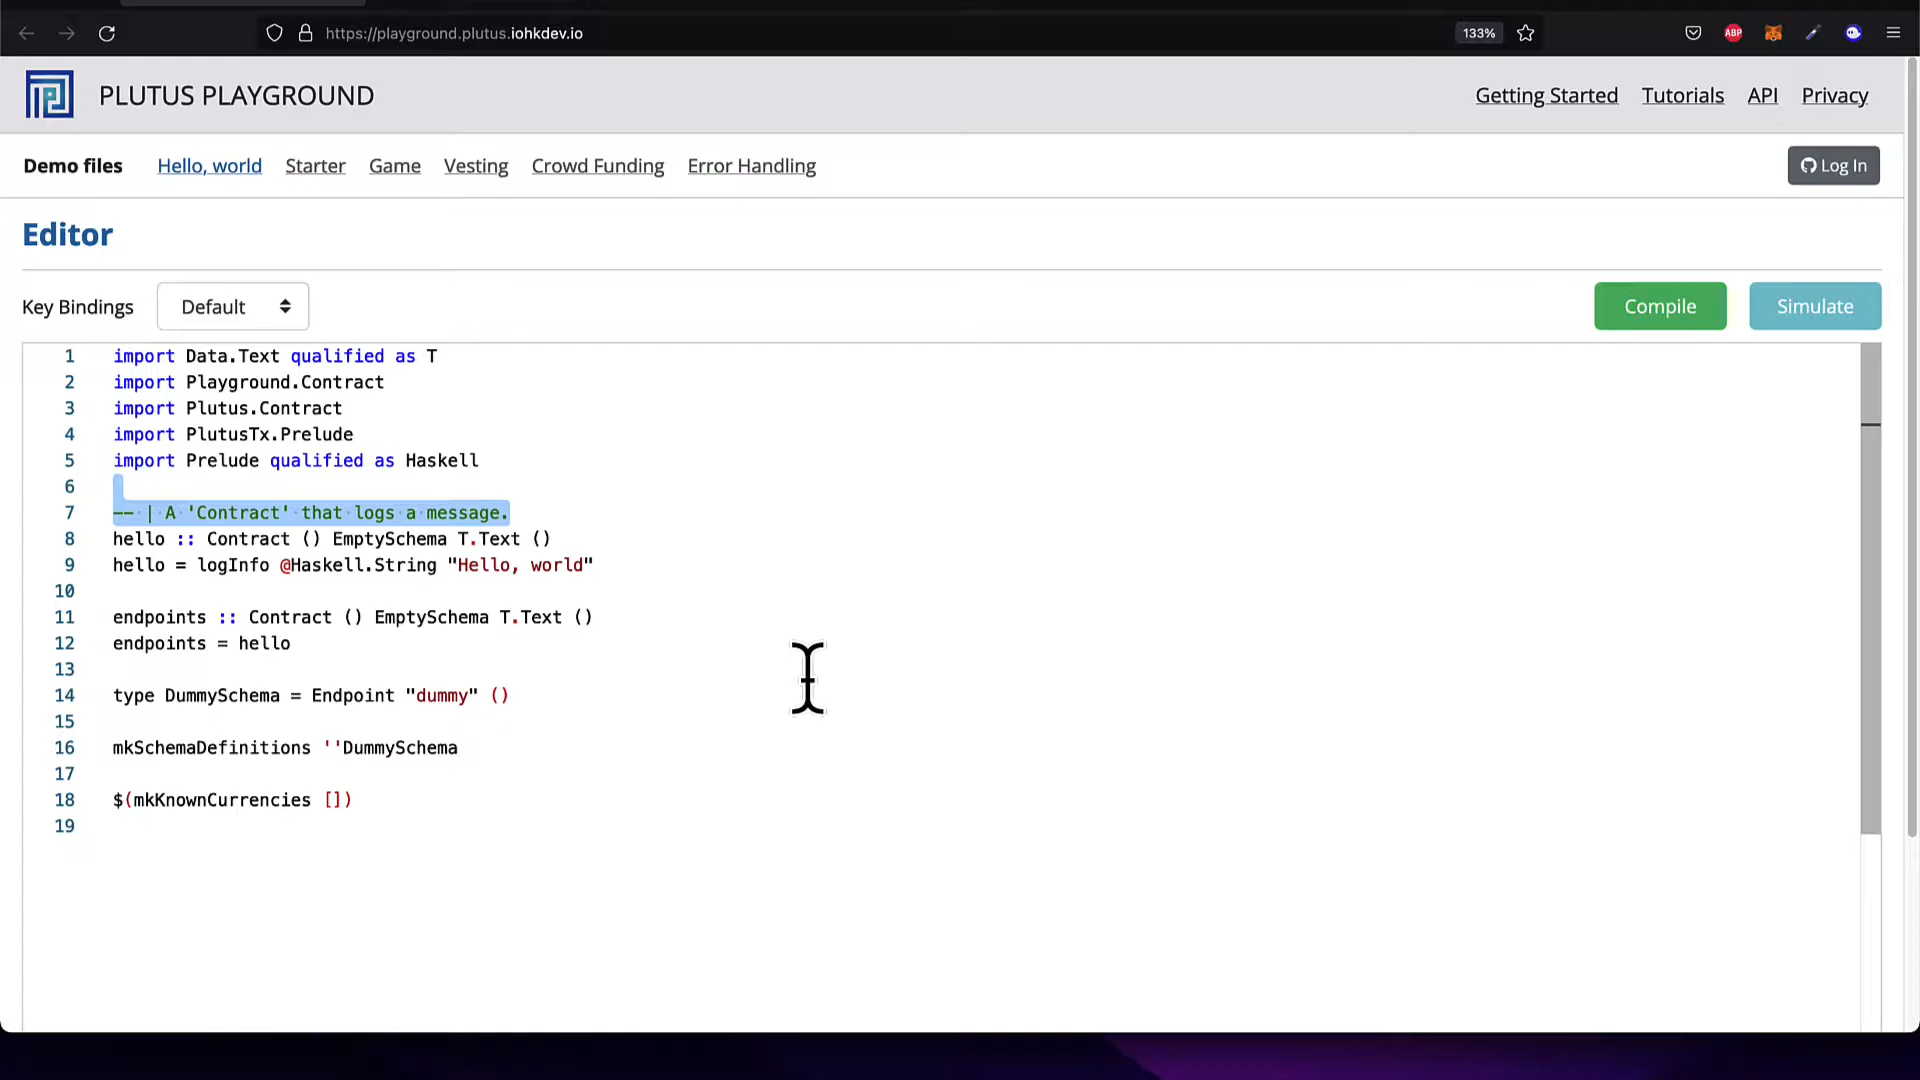 https://playground.plutus.iohkdev.io
133%
ABP
PLUTUS PLAYGROUND
Getting Started Tutorials API Privacy
Demo files Hello, world Starter Game Vesting Crowd Funding Error Handling
Log In
Editor
Key Bindings Default
Compile Simulate
1 import Data.Text qualified as T
2 import Playground.Contract
3 import Plutus.Contract
4 import PlutusTx.Prelude
5 import Prelude qualified as Haskell
6
7 -- | A 'Contract' that logs a message.
8 hello :: Contract () EmptySchema T.Text ()
9 hello = logInfo @Haskell.String "Hello, world"
10
11 endpoints :: Contract () EmptySchema T.Text ()
12 endpoints = hello
13
14 type DummySchema = Endpoint "dummy" ()
15
16 mkSchemaDefinitions ''DummySchema
17
18 $(mkKnownCurrencies [])
19